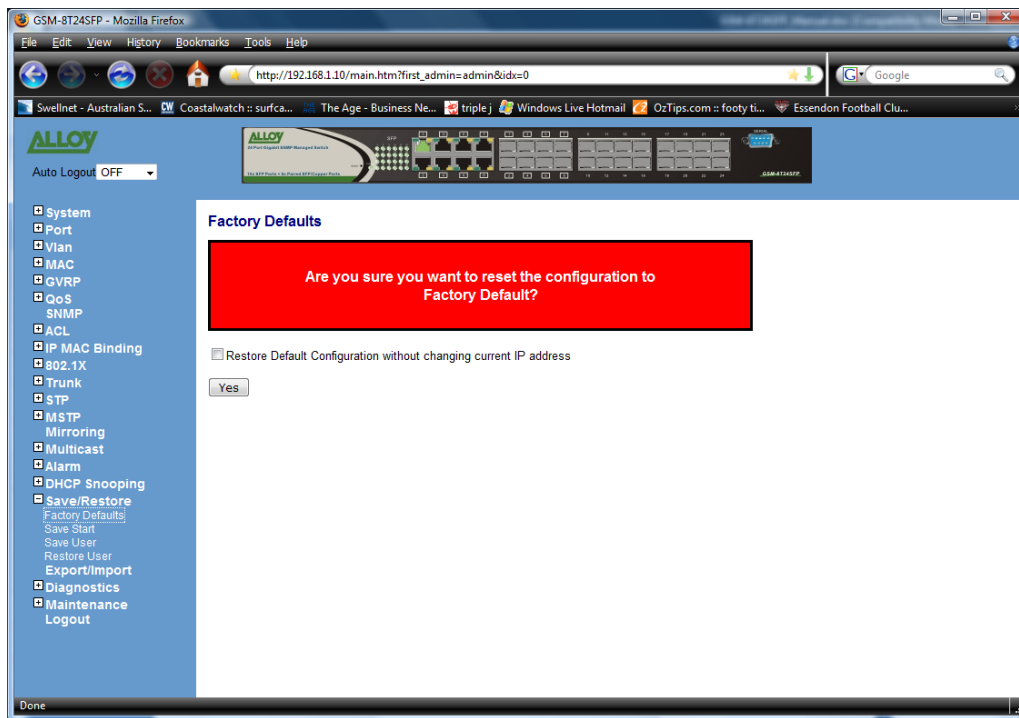 GSM-8T24SFP - Mozilla Firefox
File Edit View History Bookmarks Tools Help
http://192.168.1.10/main.htm?first_admin=admin&idx=0
Google
Swellnet - Australian S... CW Coastalwatch :: surfca... The Age - Business Ne... triple j Windows Live Hotmail OzTips.com :: footy ti... Essendon Football Clu...
ALLOY
Auto Logout OFF
ALLOY
SFP
System
Port
Vlan
MAC
GVRP
QoS
SNMP
ACL
IP MAC Binding
802.1X
Trunk
STP
MSTP
Mirroring
Multicast
Alarm
DHCP Snooping
Save/Restore
Factory Defaults
Save Start
Save User
Restore User
Export/Import
Diagnostics
Maintenance
Logout
Factory Defaults
Are you sure you want to reset the configuration to
Factory Default?
Restore Default Configuration without changing current IP address
Yes
Done